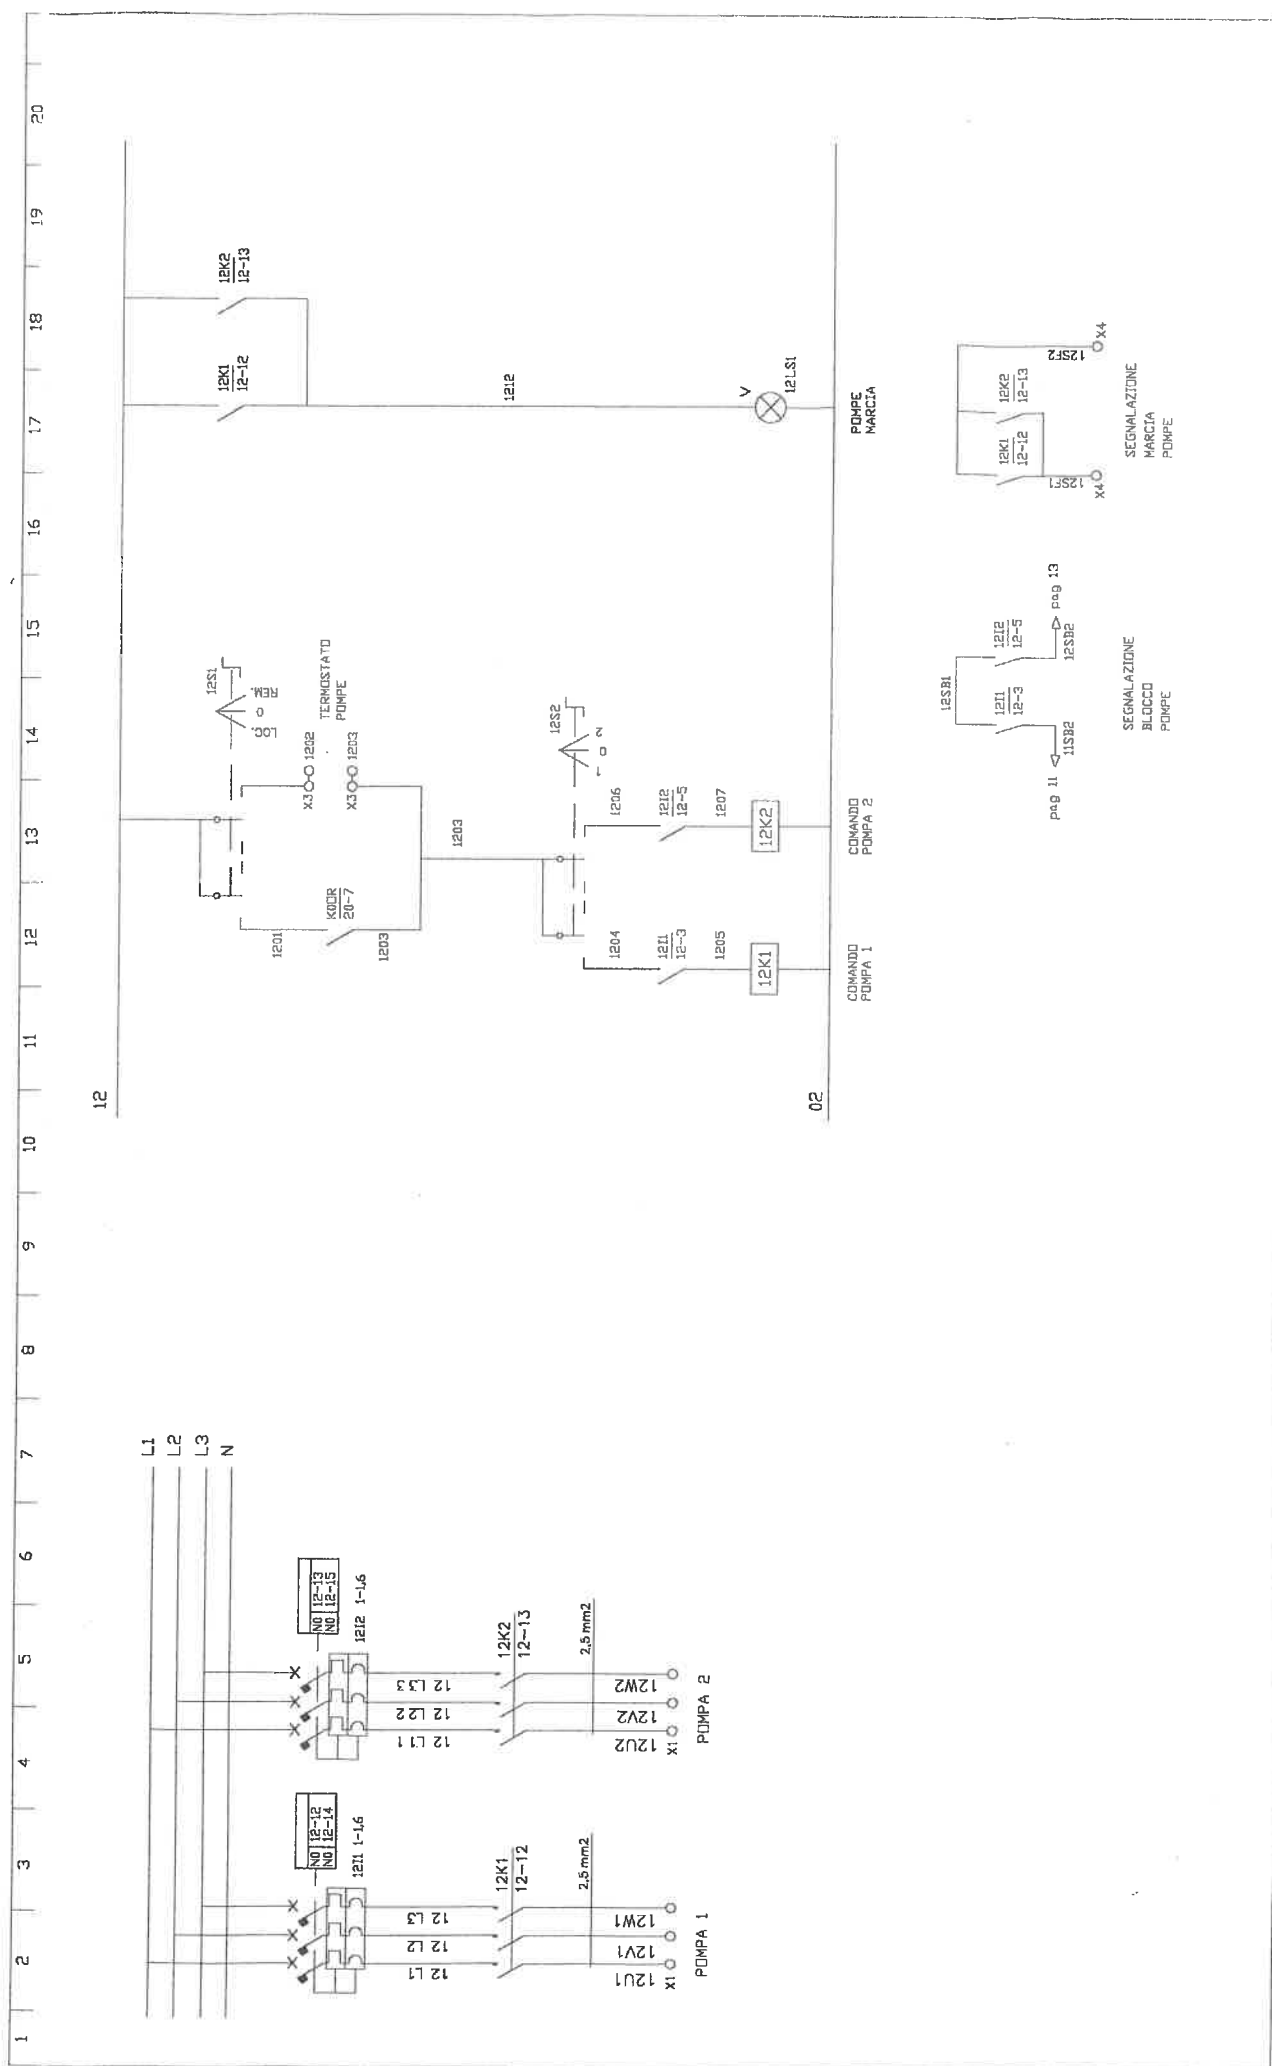 1 2 3 4 5 6 7 8 9 10 11 12 13 14 15 16 17 18 19 20
L1
L2
L3
N
NO 12-12
NO 12-14
12I1 1-1,6
12 L1
12 L2
12 L3
12K1
12-12
2,5 mm2
12U1
12V1
12W1
X1
POMPA 1
NO 12-13
NO 12-15
12I2 1-1,6
12 L11
12 L22
12 L33
12K2
12-13
2,5 mm2
12U2
12V2
12W2
X1
POMPA 2
12
12S1
LOC. 0 REM.
1201
K00R
20-7
1203
X3 1202
TERMOSTATO
POMPE
X3 1203
1203
12S2
1 0 2
1204
12I1
12-3
1205
12K1
1206
12I2
12-5
1207
12K2
02
COMANDO
POMPA 1
COMANDO
POMPA 2
12K1
12-12
12K2
12-13
1212
V
12LS1
POMPE
MARCIA
12SB1
12I1
12-3
12I2
12-5
11SB2
12SB2
pag 11
pag 13
SEGNALAZIONE
BLOCCO
POMPE
12K1
12-12
12K2
12-13
12SF1
12SF2
X4
X4
SEGNALAZIONE
MARCIA
POMPE